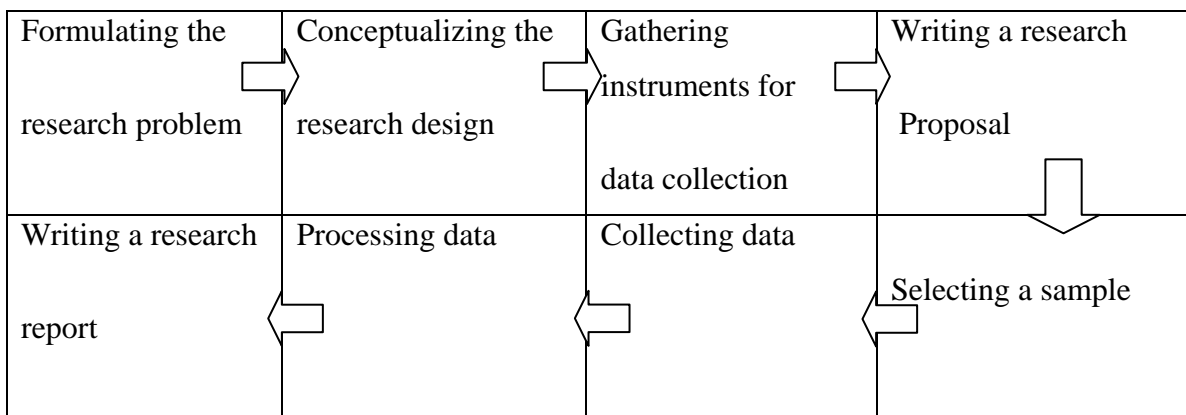 Formulating the
research problem
Conceptualizing the
research design
Gathering
instruments for
data collection
Writing a research
Proposal
Writing a research
report
Processing data
Collecting data
Selecting a sample